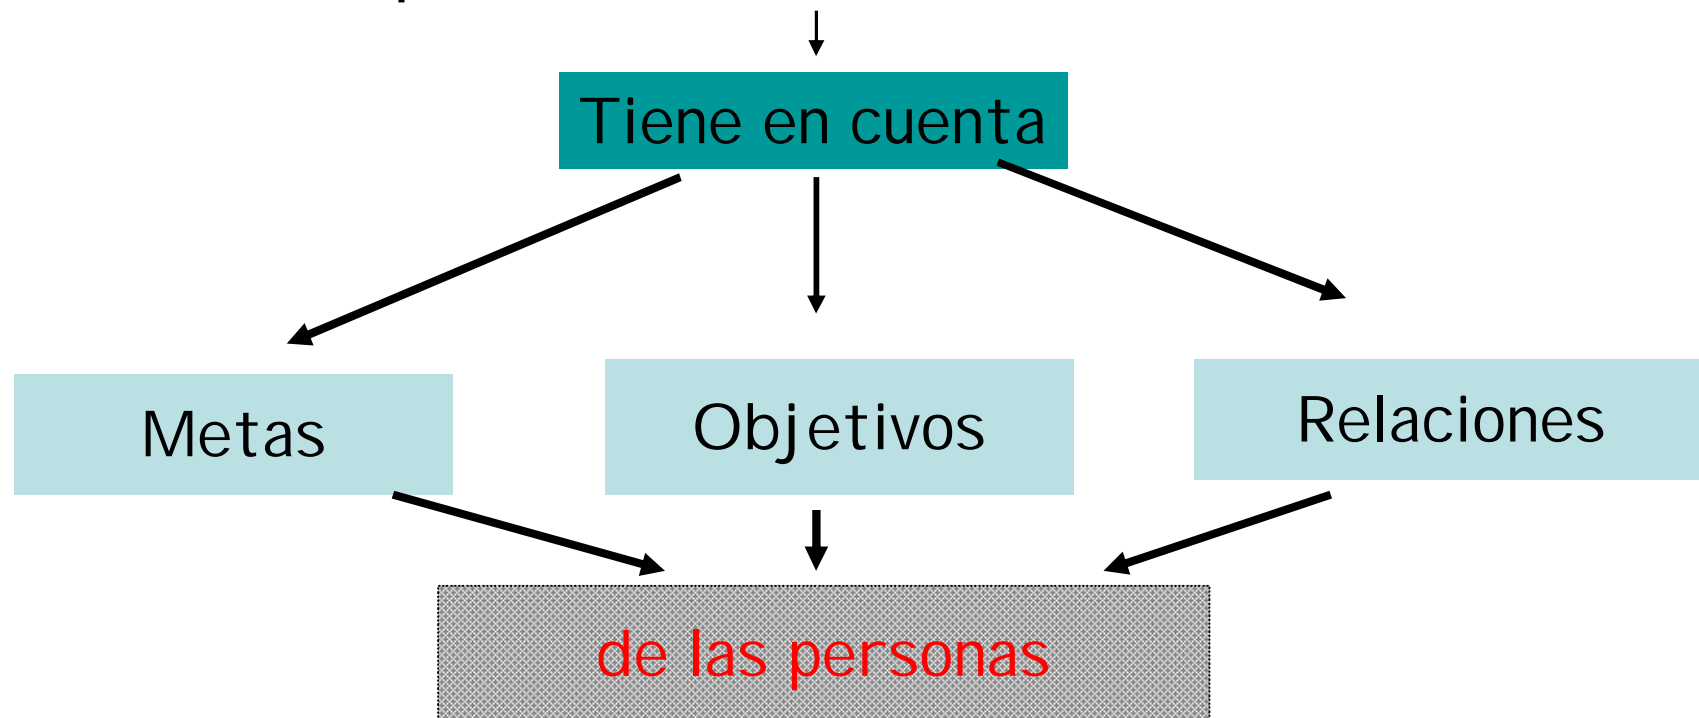 Tiene en cuenta
Metas
Objetivos
Relaciones
de las personas